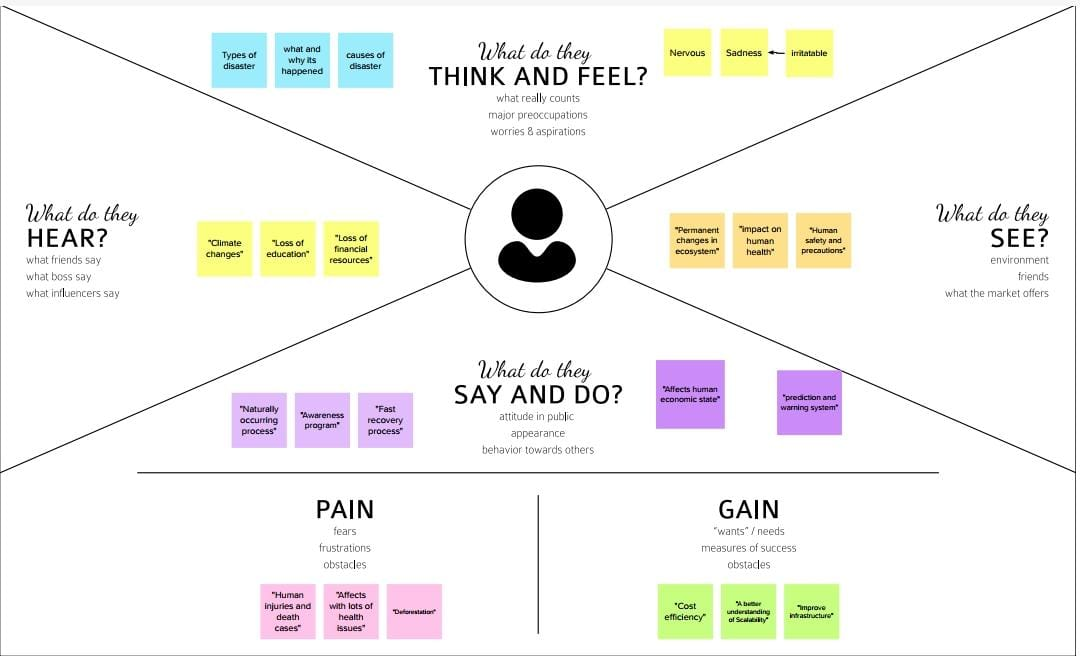 Types of
disaster
what and
why its
happened
causes of
disaster
What do they
THINK AND FEEL?
what really counts
major preoccupations
worries & aspirations
Nervous
Sadness
irritatable
What do they
HEAR?
what friends say
what boss say
what influencers say
"Climate
changes"
"Loss of
education"
"Loss of
financial
resources"
"Permanent
changes in
ecosystem"
"impact on
human
health"
"Human
safety and
precautions"
What do they
SEE?
environment
friends
what the market offers
"Naturally
occurring
process"
"Awareness
program"
"Fast
recovery
process"
What do they
SAY AND DO?
attitude in public
appearance
behavior towards others
"Affects human
economic state"
"prediction and
warning system"
PAIN
fears
frustrations
obstacles
"Human
injuries and
death
cases"
"Affects
with lots of
health
issues"
"Deforestation"
GAIN
"wants" / needs
measures of success
obstacles
"Cost
efficiency"
"A better
understanding
of Scalability"
"Improve
infrastructure"